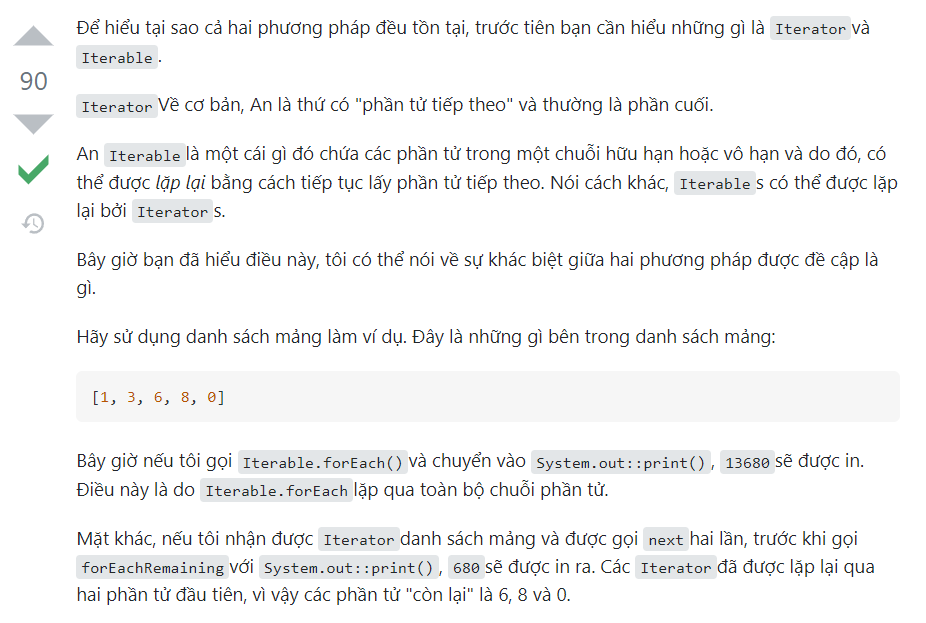 Để hiểu tại sao cả hai phương pháp đều tồn tại, trước tiên bạn cần hiểu những gì là Iterator và
Iterable.
90
Iterator Về cơ bản, An là thứ có "phần tử tiếp theo" và thường là phần cuối.
An Iterable là một cái gì đó chứa các phần tử trong một chuỗi hữu hạn hoặc vô hạn và do đó, có
thể được lặp lại bằng cách tiếp tục lấy phần tử tiếp theo. Nói cách khác, Iterable s có thể được lặp
lại bởi Iterator s.
Bây giờ bạn đã hiểu điều này, tôi có thể nói về sự khác biệt giữa hai phương pháp được đề cập là
gì.
Hãy sử dụng danh sách mảng làm ví dụ. Đây là những gì bên trong danh sách mảng:
[1, 3, 6, 8, 0]
Bây giờ nếu tôi gọi Iterable.forEach() và chuyển vào System.out::print(), 13680 sẽ được in.
Điều này là do Iterable.forEach lặp qua toàn bộ chuỗi phần tử.
Mặt khác, nếu tôi nhận được Iterator danh sách mảng và được gọi next hai lần, trước khi gọi
forEachRemaining với System.out::print(), 680 sẽ được in ra. Các Iterator đã được lặp lại qua
hai phần tử đầu tiên, vì vậy các phần tử "còn lại" là 6, 8 và 0.